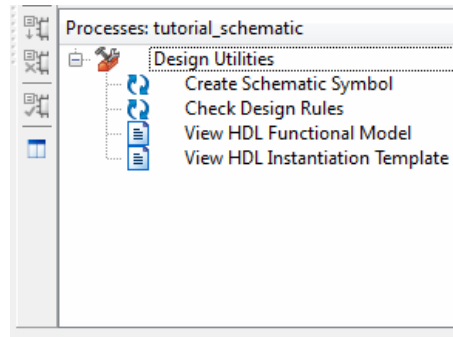 Processes: tutorial_schematic
Design Utilities
Create Schematic Symbol
Check Design Rules
View HDL Functional Model
View HDL Instantiation Template